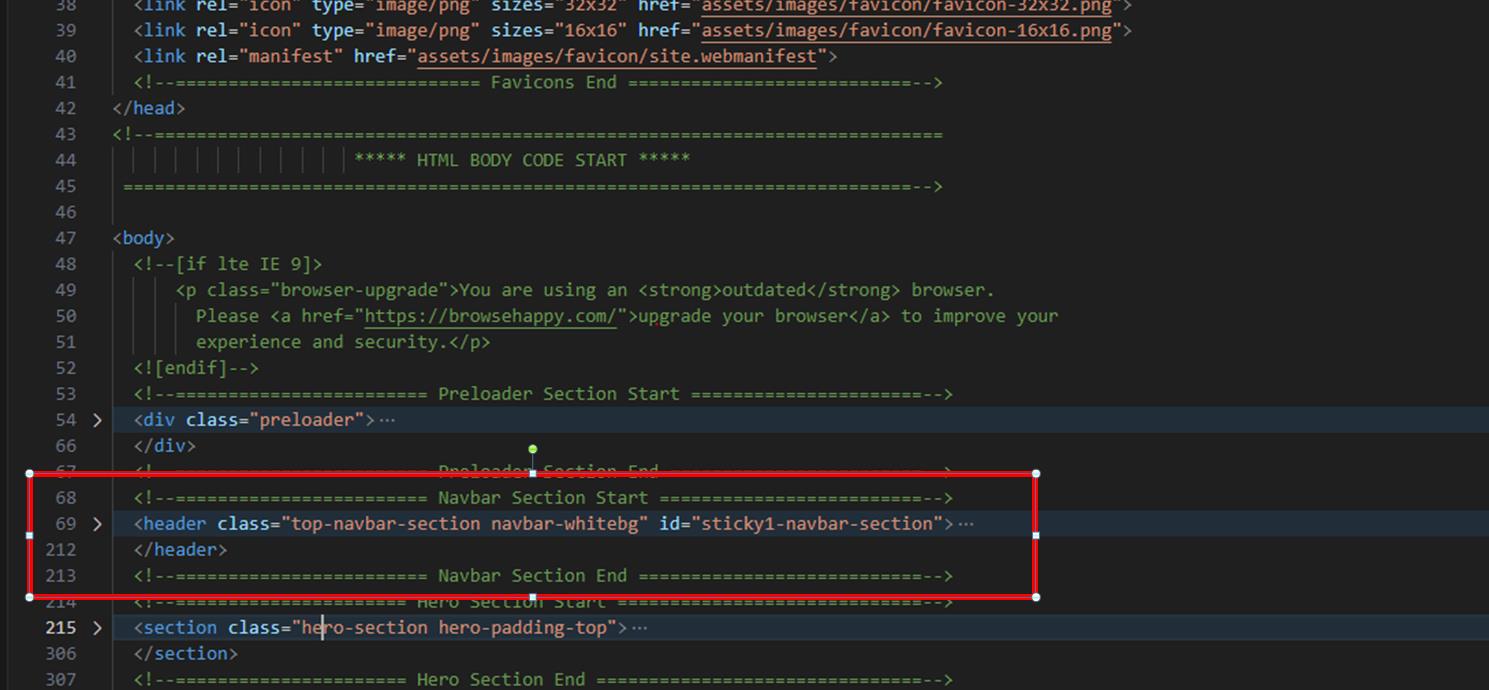 38 <link rel="icon" type="image/png" sizes="32x32" href="assets/images/favicon/favicon-32x32.png">
39 <link rel="icon" type="image/png" sizes="16x16" href="assets/images/favicon/favicon-16x16.png">
40 <link rel="manifest" href="assets/images/favicon/site.webmanifest">
41 <!--============================= Favicons End ===========================-->
42 </head>
43 <!--===========================================================================
44 ***** HTML BODY CODE START *****
45 ===========================================================================-->
46
47 <body>
48 <!--[if lte IE 9]>
49 <p class="browser-upgrade">You are using an <strong>outdated</strong> browser.
50 Please <a href="https://browsehappy.com/">upgrade your browser</a> to improve your
51 experience and security.</p>
52 <![endif]-->
53 <!--======================== Preloader Section Start ======================-->
54 > <div class="preloader">···
66 </div>
67 <!--======================== Preloader Section End ========================-->
68 <!--======================== Navbar Section Start =========================-->
69 > <header class="top-navbar-section navbar-whitebg" id="sticky1-navbar-section">···
212 </header>
213 <!--======================== Navbar Section End ===========================-->
214 <!--====================== Hero Section Start =============================-->
215 > <section class="hero-section hero-padding-top">···
306 </section>
307 <!--====================== Hero Section End ===============================-->